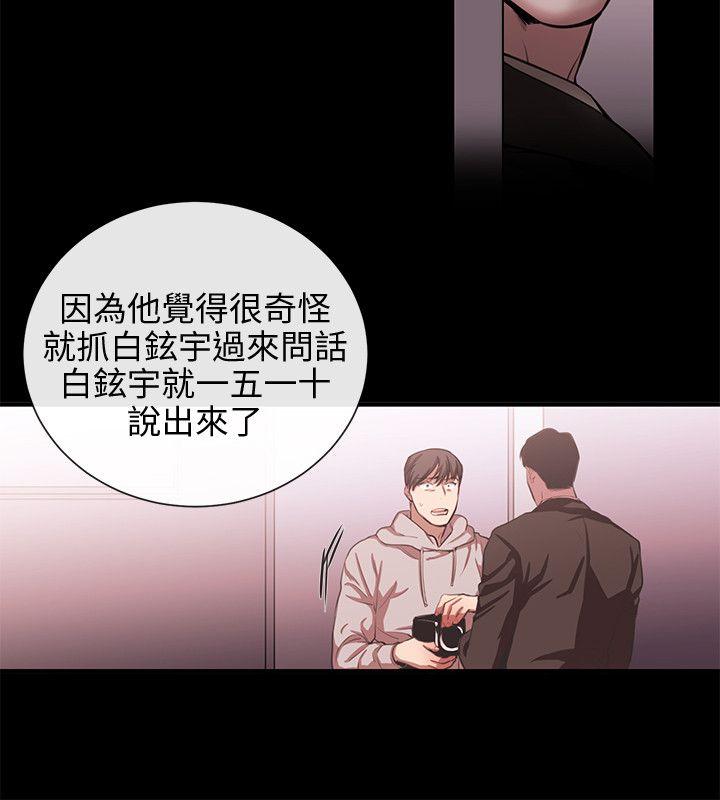 因為他覺得很奇怪
就抓白鉉宇過來問話
白鉉宇就一五一十
說出來了